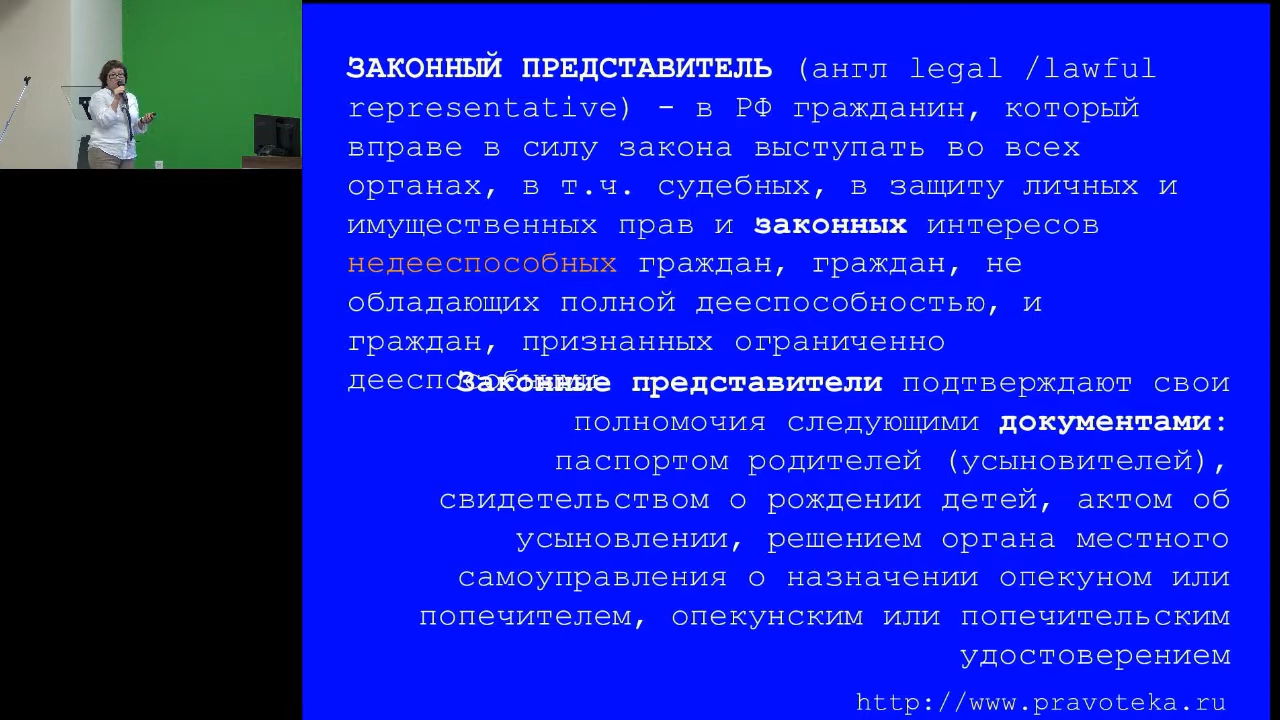 ЗАКОННЫЙ ПРЕДСТАВИТЕЛЬ (англ legal /lawful
representative) - в РФ гражданин, который
вправе в силу закона выступать во всех
органах, в т.ч. судебных, в защиту личных и
имущественных прав и законных интересов
недееспособных граждан, граждан, не
обладающих полной дееспособностью, и
граждан, признанных ограниченно
дееспособными
Законные представители подтверждают свои
полномочия следующими документами:
паспортом родителей (усыновителей),
свидетельством о рождении детей, актом об
усыновлении, решением органа местного
самоуправления о назначении опекуном или
попечителем, опекунским или попечительским
удостоверением
http://www.pravoteka.ru